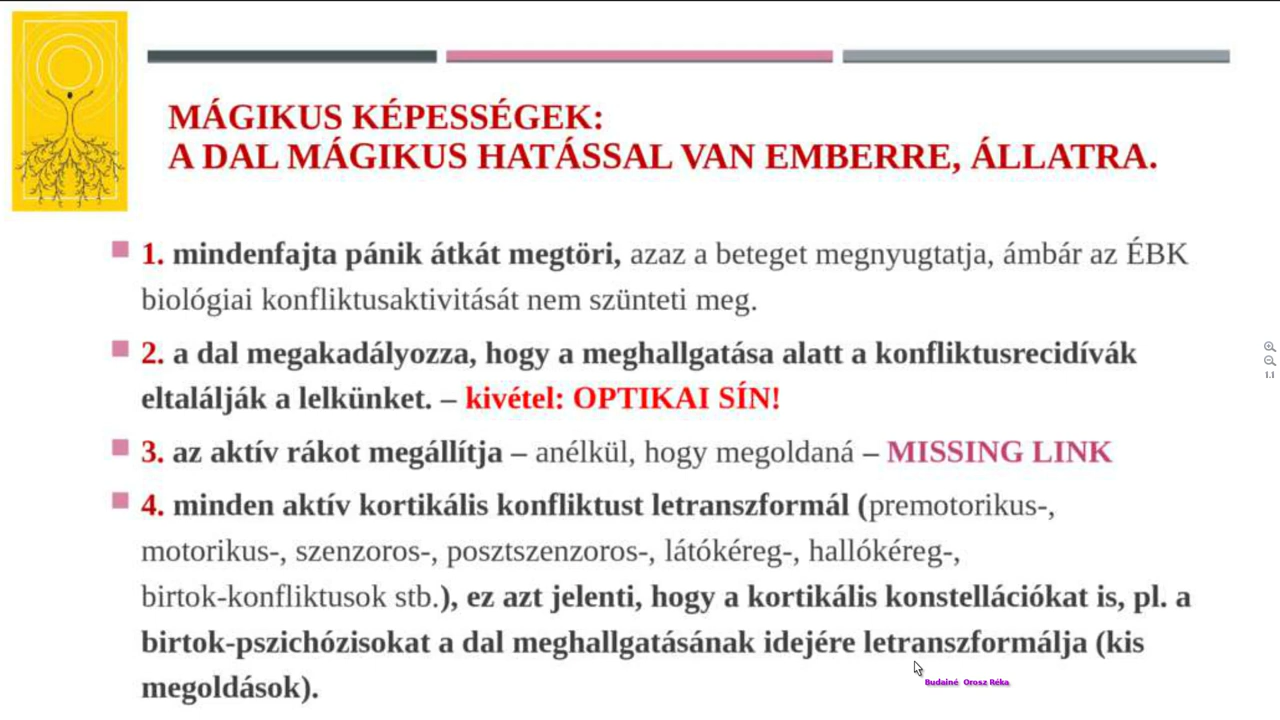 MÁGIKUS KÉPESSÉGEK:
A DAL MÁGIKUS HATÁSSAL VAN EMBERRE, ÁLLATRA.
1. mindenfajta pánik átkát megtöri, azaz a beteget megnyugtatja, ámbár az ÉBK
biológiai konfliktusaktivitását nem szünteti meg.
2. a dal megakadályozza, hogy a meghallgatása alatt a konfliktusrecidívák
eltalálják a lelkünket. – kivétel: OPTIKAI SÍN!
3. az aktív rákot megállítja – anélkül, hogy megoldaná – MISSING LINK
4. minden aktív kortikális konfliktust letranszformál (premotorikus-,
motorikus-, szenzoros-, posztszenzoros-, látókéreg-, hallókéreg-,
birtok-konfliktusok stb.), ez azt jelenti, hogy a kortikális konstellációkat is, pl. a
birtok-pszichózisokat a dal meghallgatásának idejére letranszformálja (kis
megoldások).
Budainé Orosz Réka
1.1